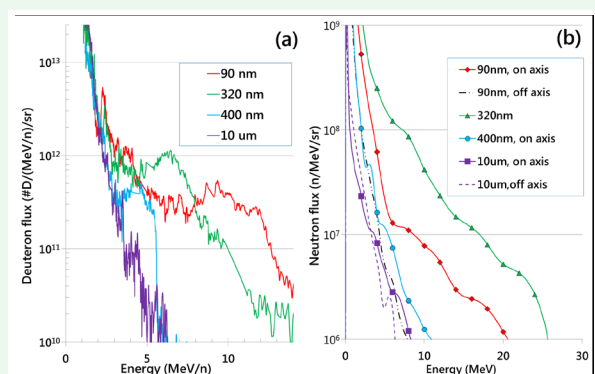 (a)
90 nm
320 nm
400 nm
10 um
Deuteron flux (#D/(MeV/n)/sr)
10¹³
10¹²
10¹¹
10¹⁰
0
5
10
Energy (MeV/n)
(b)
90nm, on axis
90nm, off axis
320nm
400nm, on axis
10um, on axis
10um,off axis
Neutron flux (n/MeV/sr)
10⁹
10⁸
10⁷
10⁶
0
10
20
30
Energy (MeV)